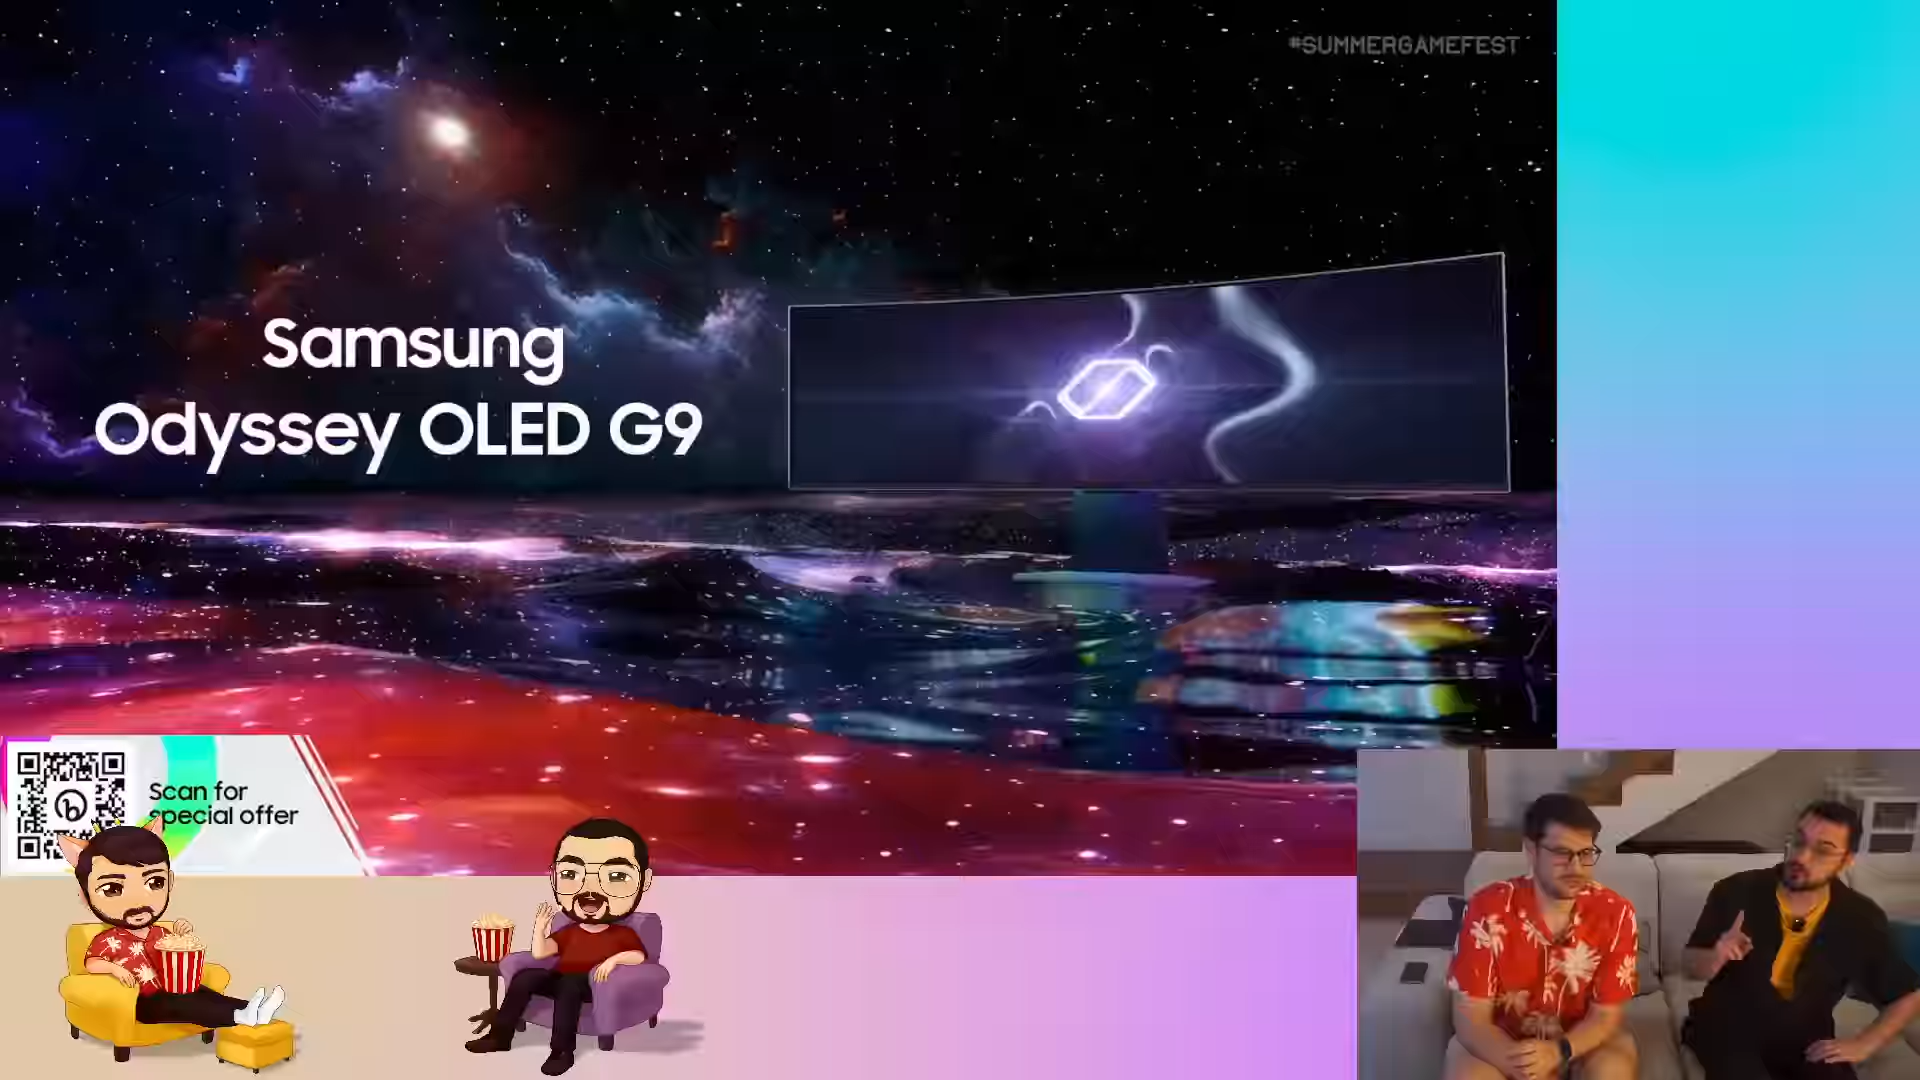 #SUMMERGAMEFEST
Samsung
Odyssey OLED G9
Scan for
special offer